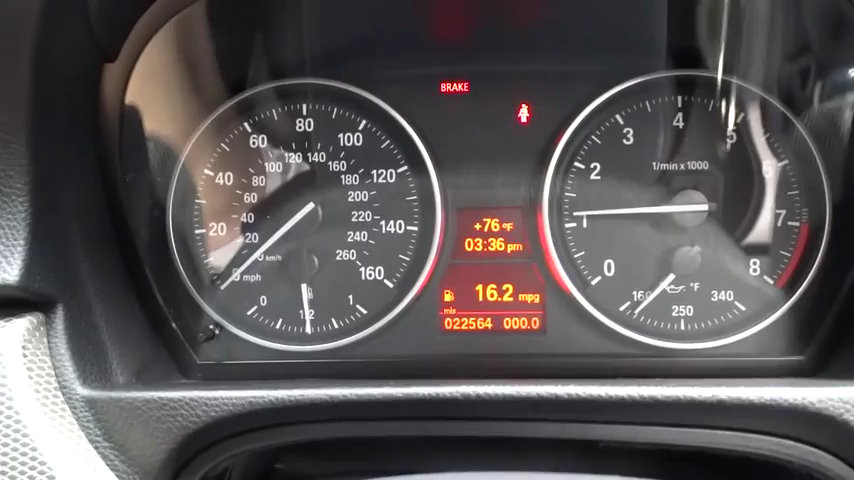 BRAKE
60 80 100
40 120
20 140
0 mph 160
100 120 140 160
80 180
60 200
40 220
20 240
km/h 260
0 1/2 1
+76 °F
03:36 pm
16.2 mpg
mls
022564 000.0
1/min x 1000
3 4 5
2 6
1 7
0 8
160 °F 340
250